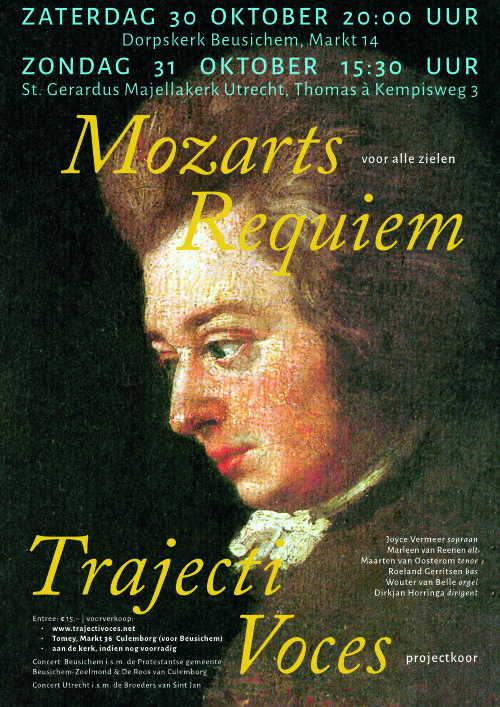 ZATERDAG 30 OKTOBER 20:00 UUR
Dorpskerk Beusichem, Markt 14
ZONDAG 31 OKTOBER 15:30 UUR
St. Gerardus Majellakerk Utrecht, Thomas à Kempisweg 3
Mozarts voor alle zielen
Requiem
Trajecti
Voces projectkoor
Joyce Vermeer sopraan
Marleen van Reenen alt
Maarten van Oosterom tenor
Roeland Gerritsen bas
Wouter van Belle orgel
Dirkjan Horringa dirigent
Entree: €15,- | voorverkoop:
• www.trajectivoces.net
• Tomey, Markt 36 Culemborg (voor Beusichem)
• aan de kerk, indien nog voorradig
Concert Beusichem i.s.m. de Protestantse gemeente
Beusichem-Zoelmond & De Roos van Culemborg
Concert Utrecht i.s.m. de Broeders van Sint Jan